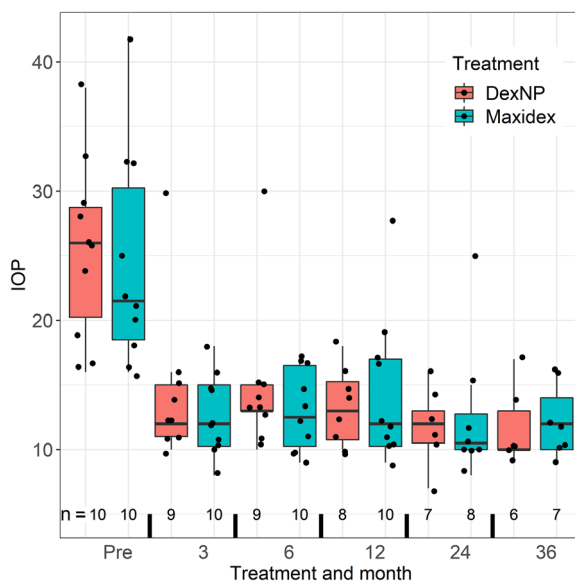 40
30
20
10
IOP
Treatment
DexNP
Maxidex
n = 10 10 9 10 9 10 8 10 7 8 6 7
Pre 3 6 12 24 36
Treatment and month